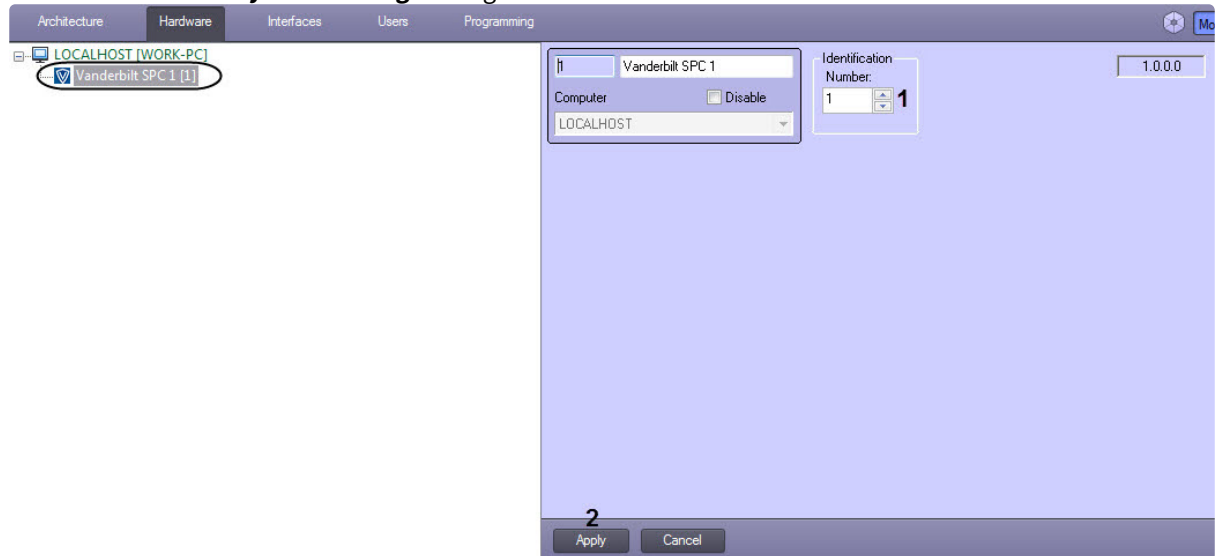 Architecture Hardware Interfaces Users Programming
LOCALHOST [WORK-PC]
Vanderbilt SPC 1 [1]
1 Vanderbilt SPC 1
Computer Disable
LOCALHOST
Identification
Number:
1 1
1.0.0.0
2
Apply Cancel